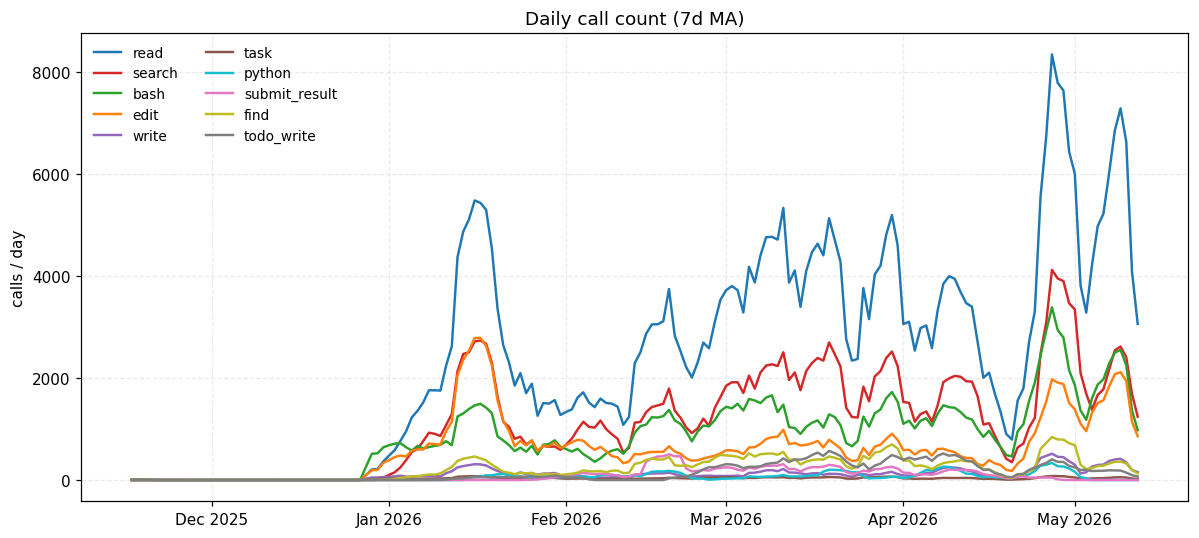 Daily call count (7d MA)
calls / day
8000
6000
4000
2000
0
read
search
bash
edit
write
task
python
submit_result
find
todo_write
Dec 2025
Jan 2026
Feb 2026
Mar 2026
Apr 2026
May 2026